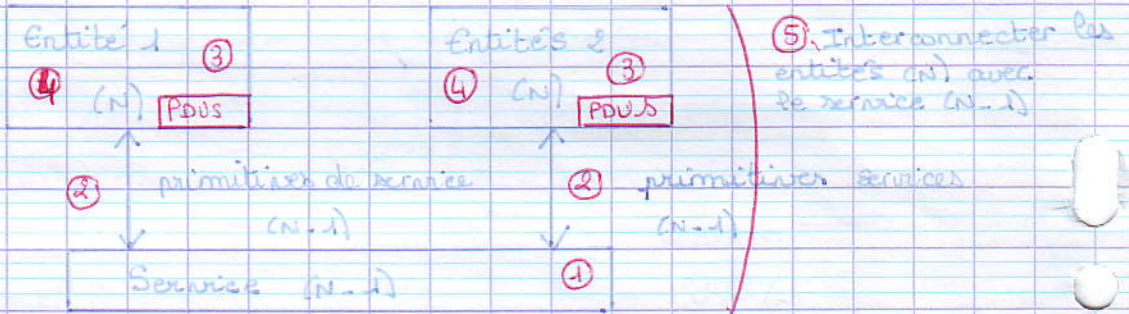 Entité 1
③
④
(N)
PDUS
Entités 2
③
④
(N)
PDUS
⑤ Interconnecter les
entités (N) avec
le service (N-1)
②
primitives de service
(N-1)
②
primitives services
(N-1)
Service (N-1)
①